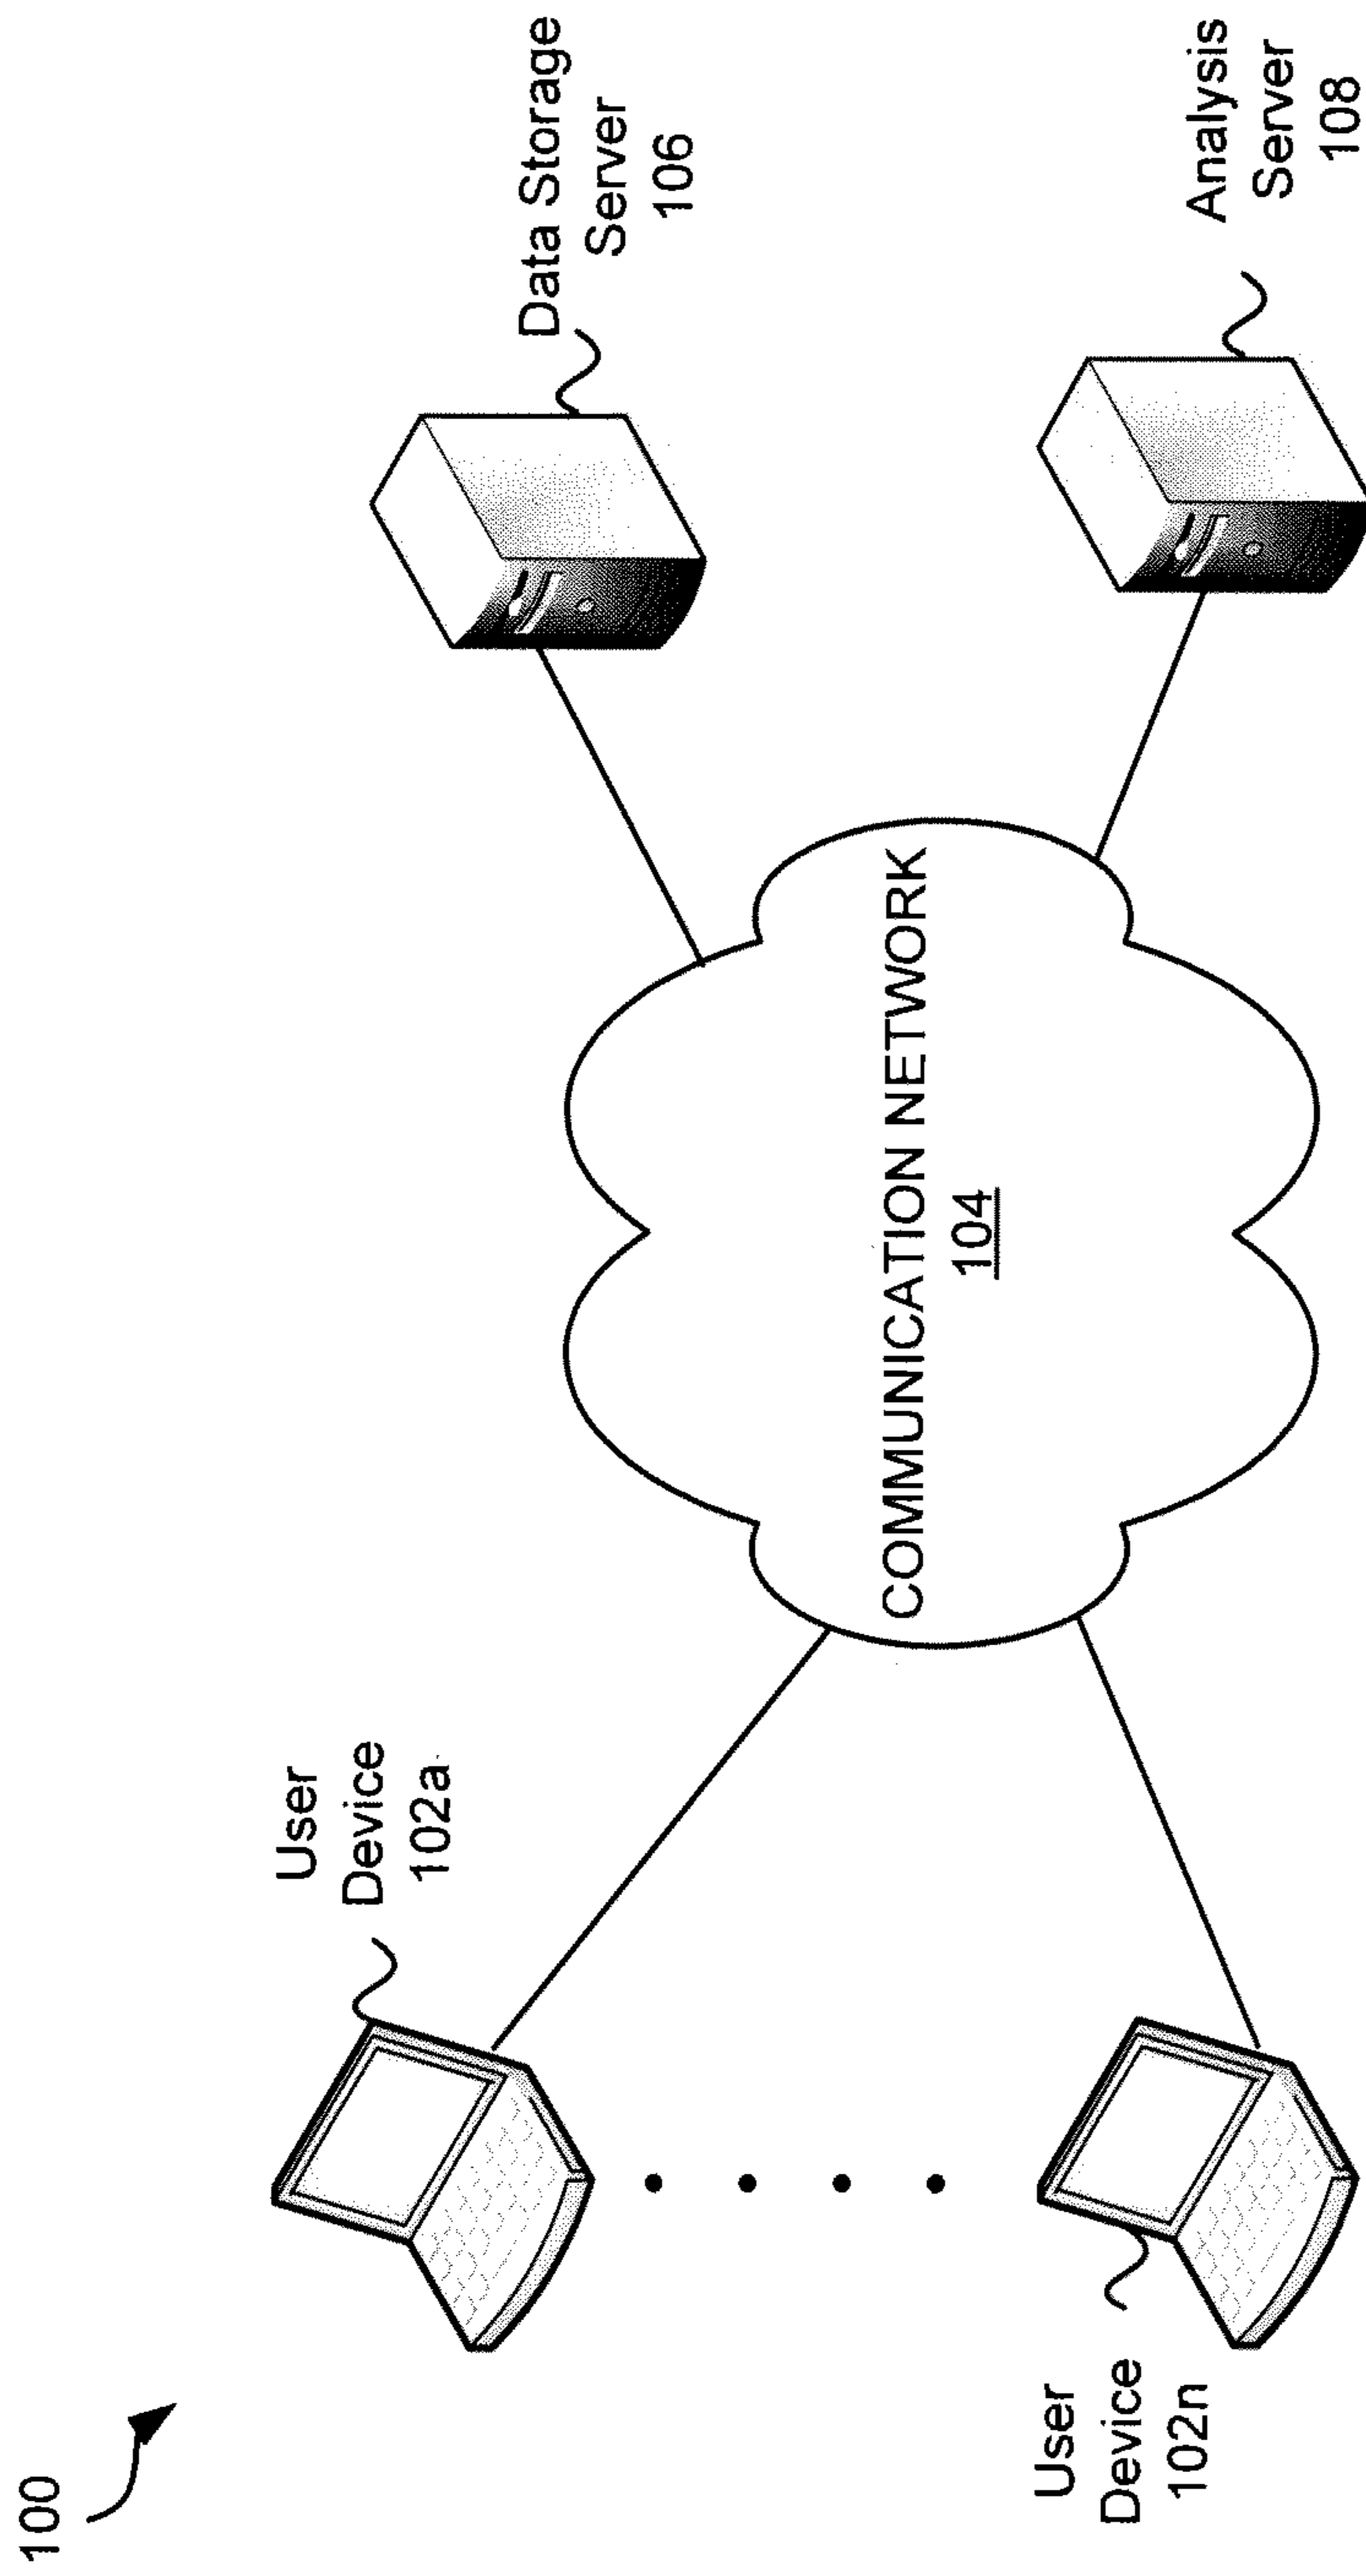 100
User
Device
102a
Data Storage
Server
106
COMMUNICATION NETWORK
104
User
Device
102n
Analysis
Server
108